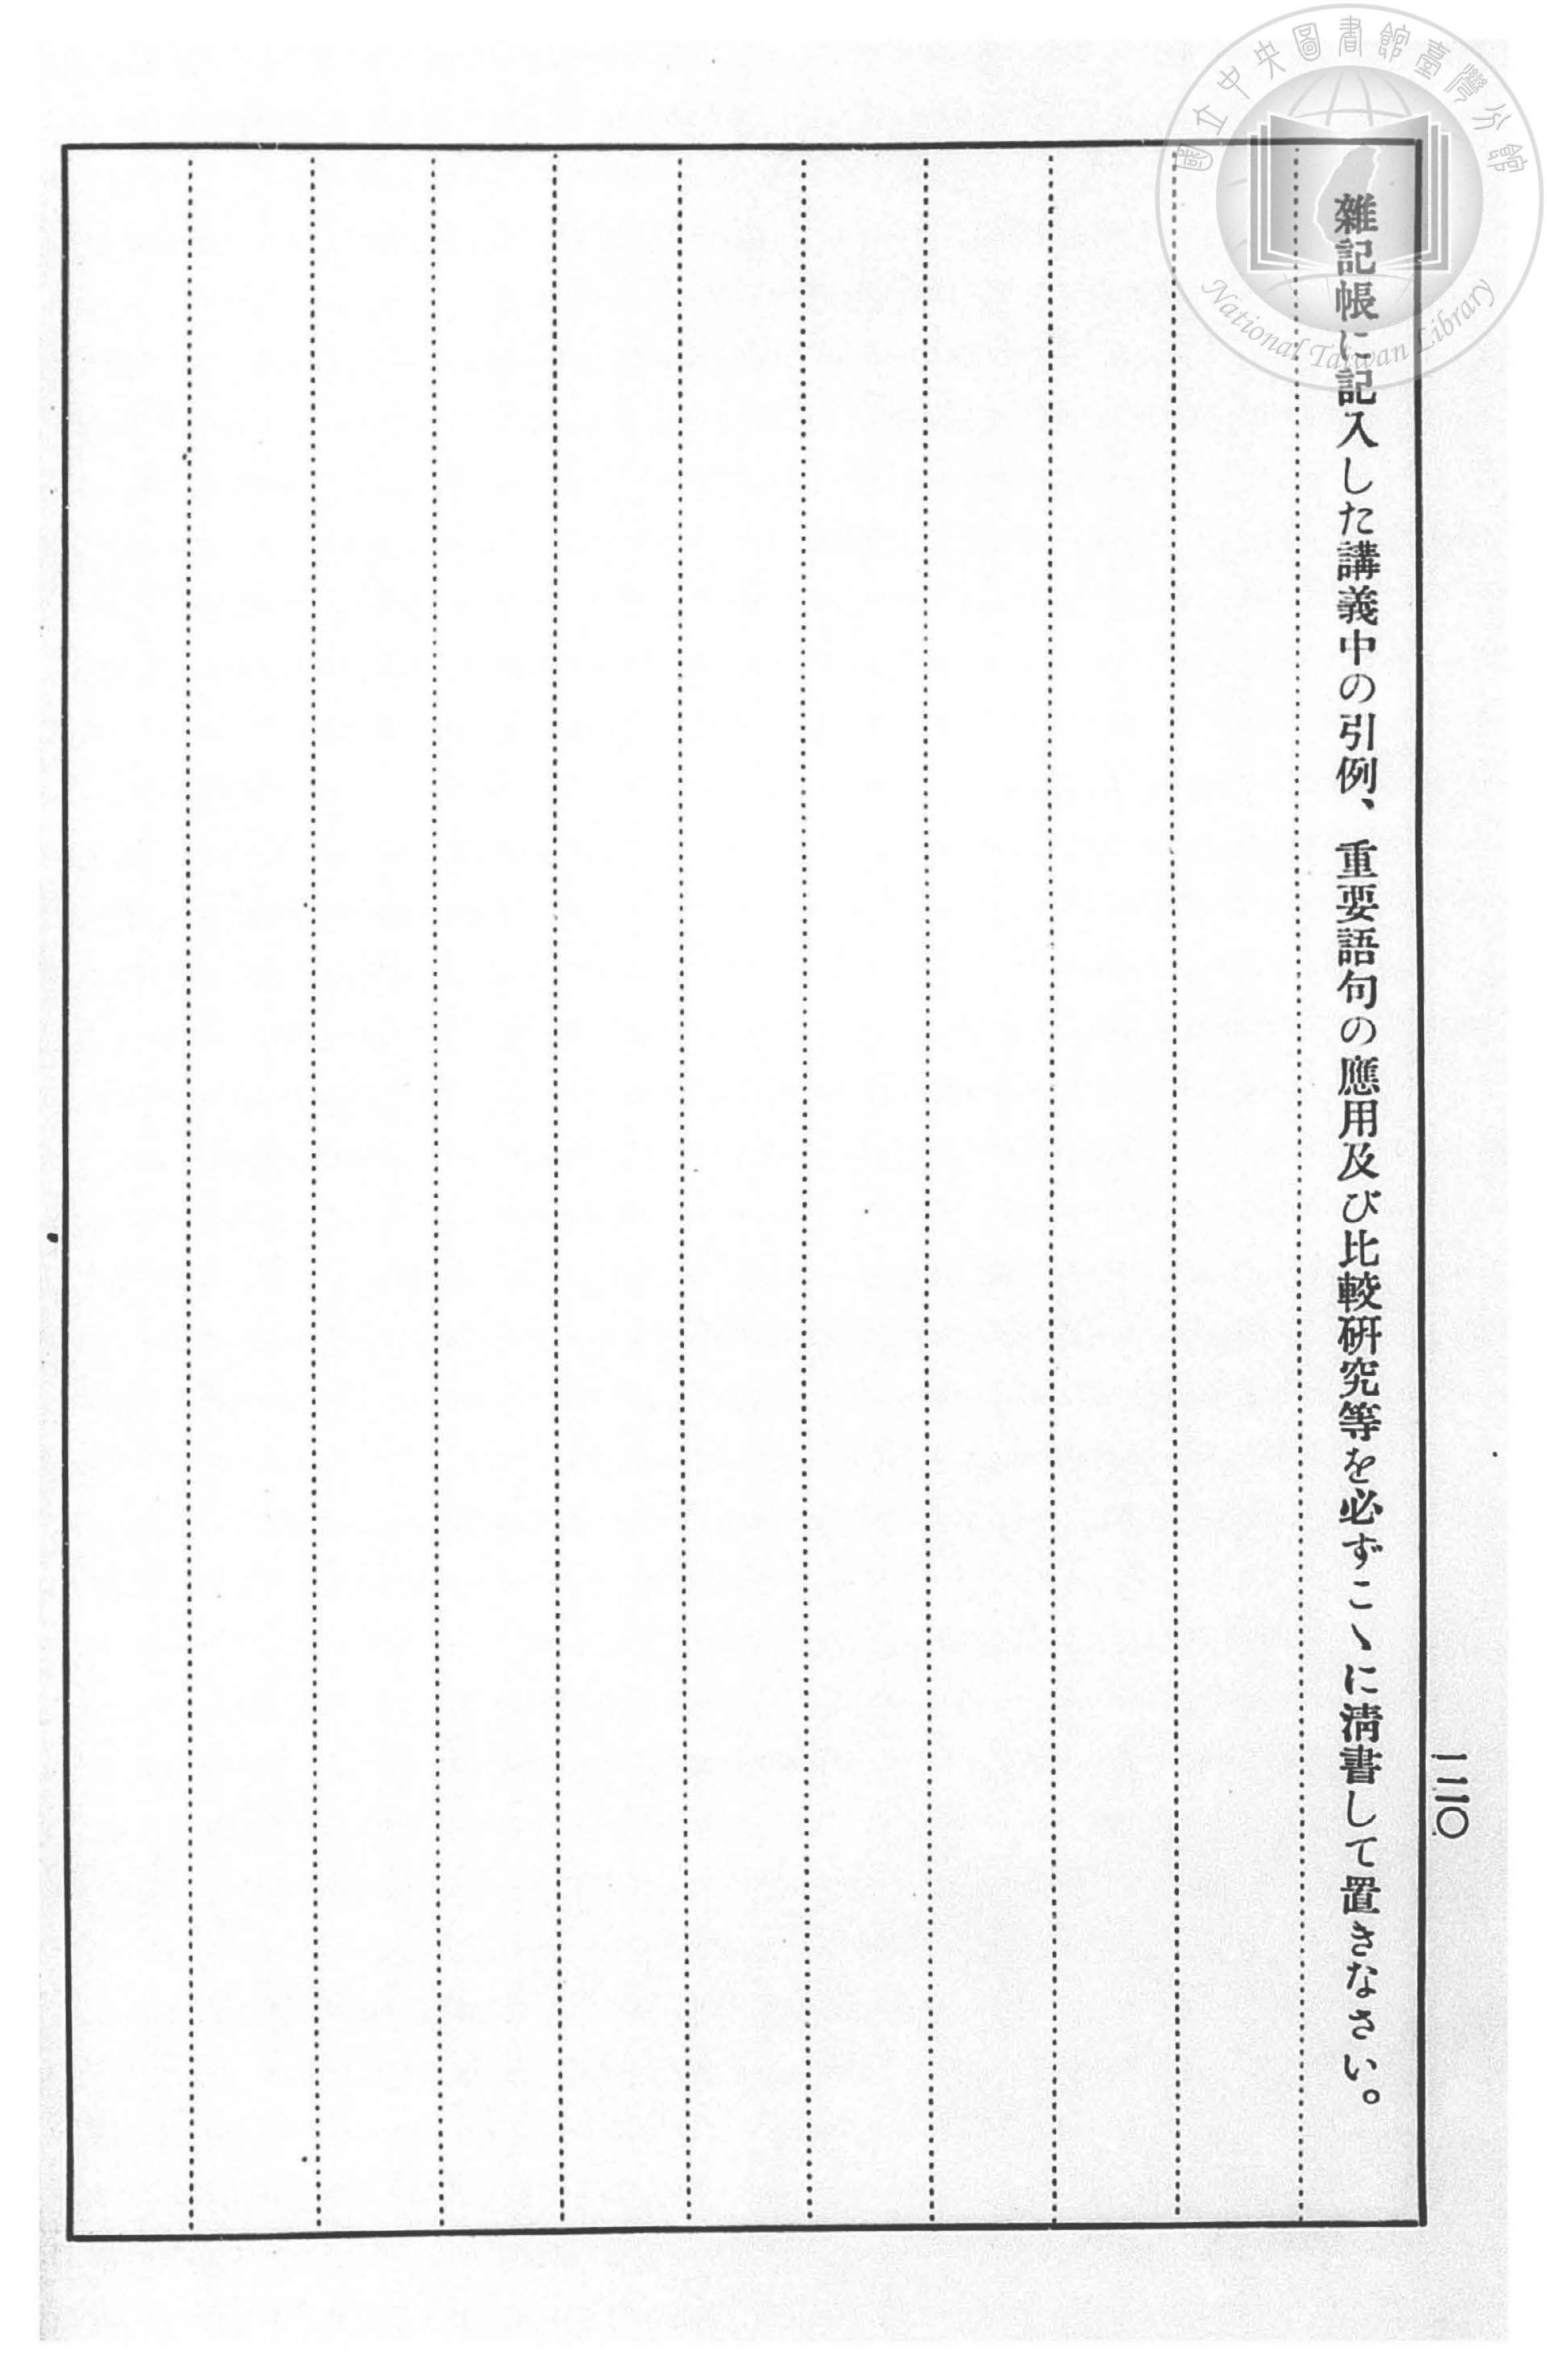 國立中央圖書館臺灣分館
National Taiwan Library
雜記帳に記入した講義中の引例、重要語句の應用及び比較硏究等を必ずこゝに淸書して置きなさい。
一二〇